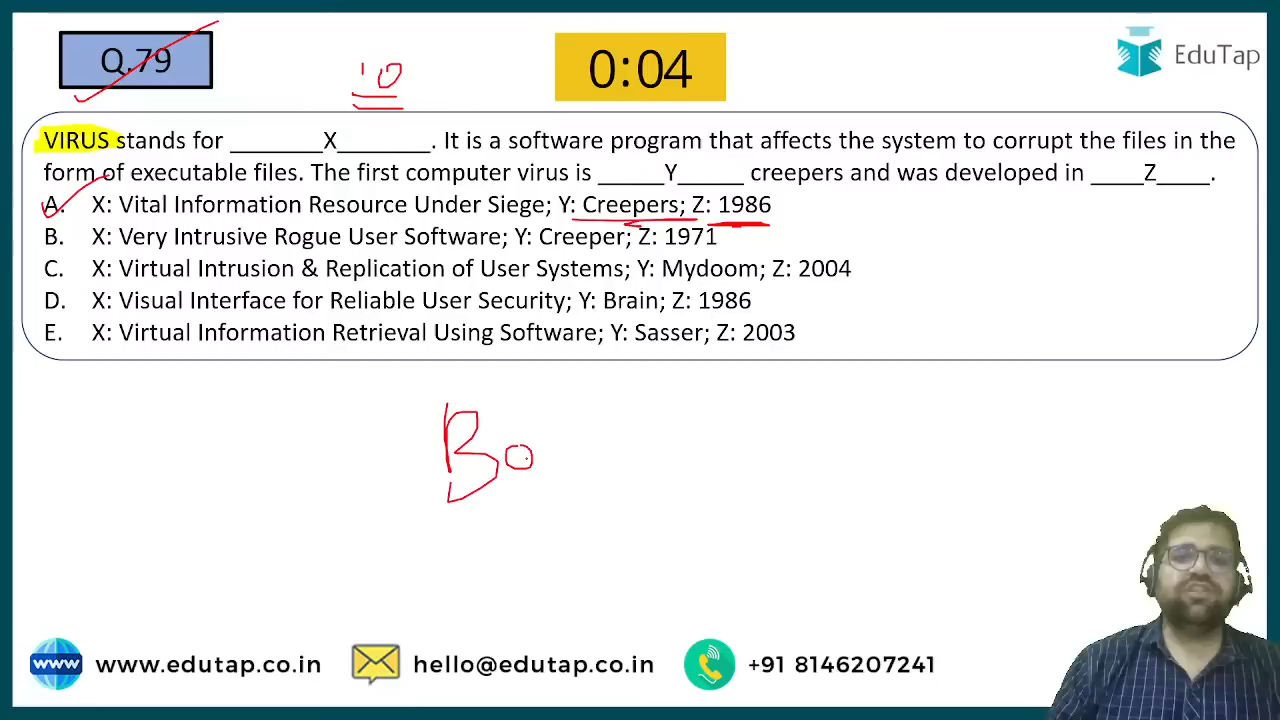 Q.79
10
0:04
EduTap
VIRUS stands for ________X________. It is a software program that affects the system to corrupt the files in the
form of executable files. The first computer virus is _____Y_____ creepers and was developed in ____Z____.
A. X: Vital Information Resource Under Siege; Y: Creepers; Z: 1986
B. X: Very Intrusive Rogue User Software; Y: Creeper; Z: 1971
C. X: Virtual Intrusion & Replication of User Systems; Y: Mydoom; Z: 2004
D. X: Visual Interface for Reliable User Security; Y: Brain; Z: 1986
E. X: Virtual Information Retrieval Using Software; Y: Sasser; Z: 2003
Bo
www www.edutap.co.in hello@edutap.co.in +91 8146207241